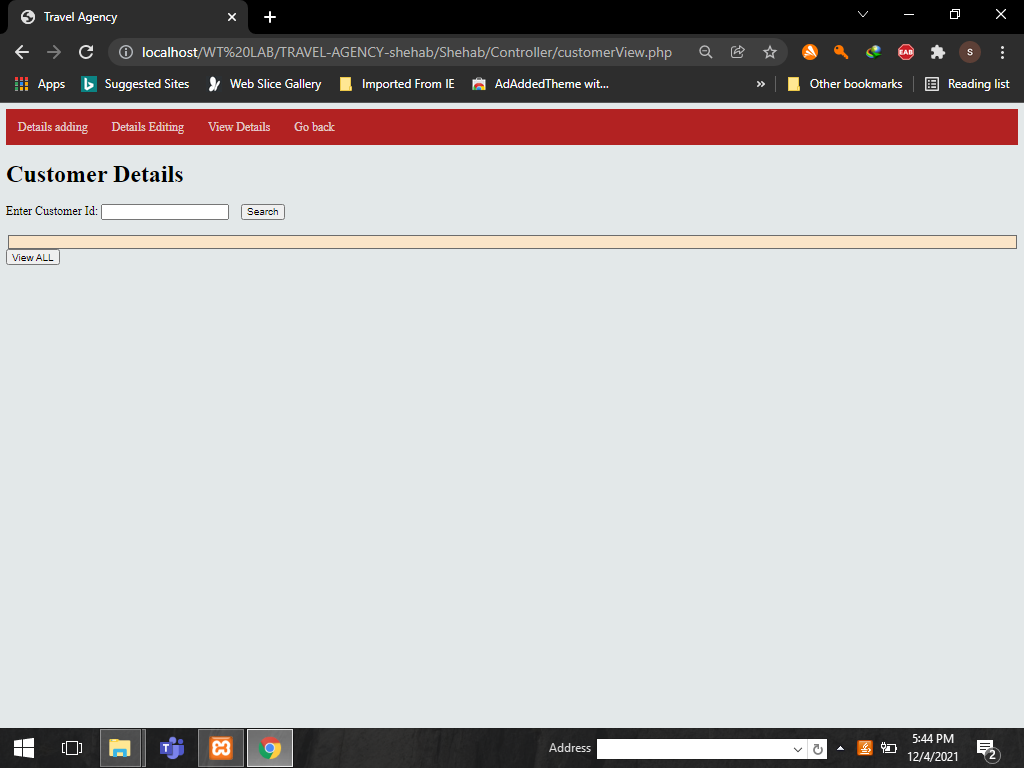 Travel Agency
localhost/WT%20LAB/TRAVEL-AGENCY-shehab/Shehab/Controller/customerView.php
EAB
S
Apps Suggested Sites Web Slice Gallery Imported From IE AdAddedTheme wit... » Other bookmarks Reading list
Details adding Details Editing View Details Go back
Customer Details
Enter Customer Id: Search
View ALL
Address
5:44 PM
12/4/2021
2